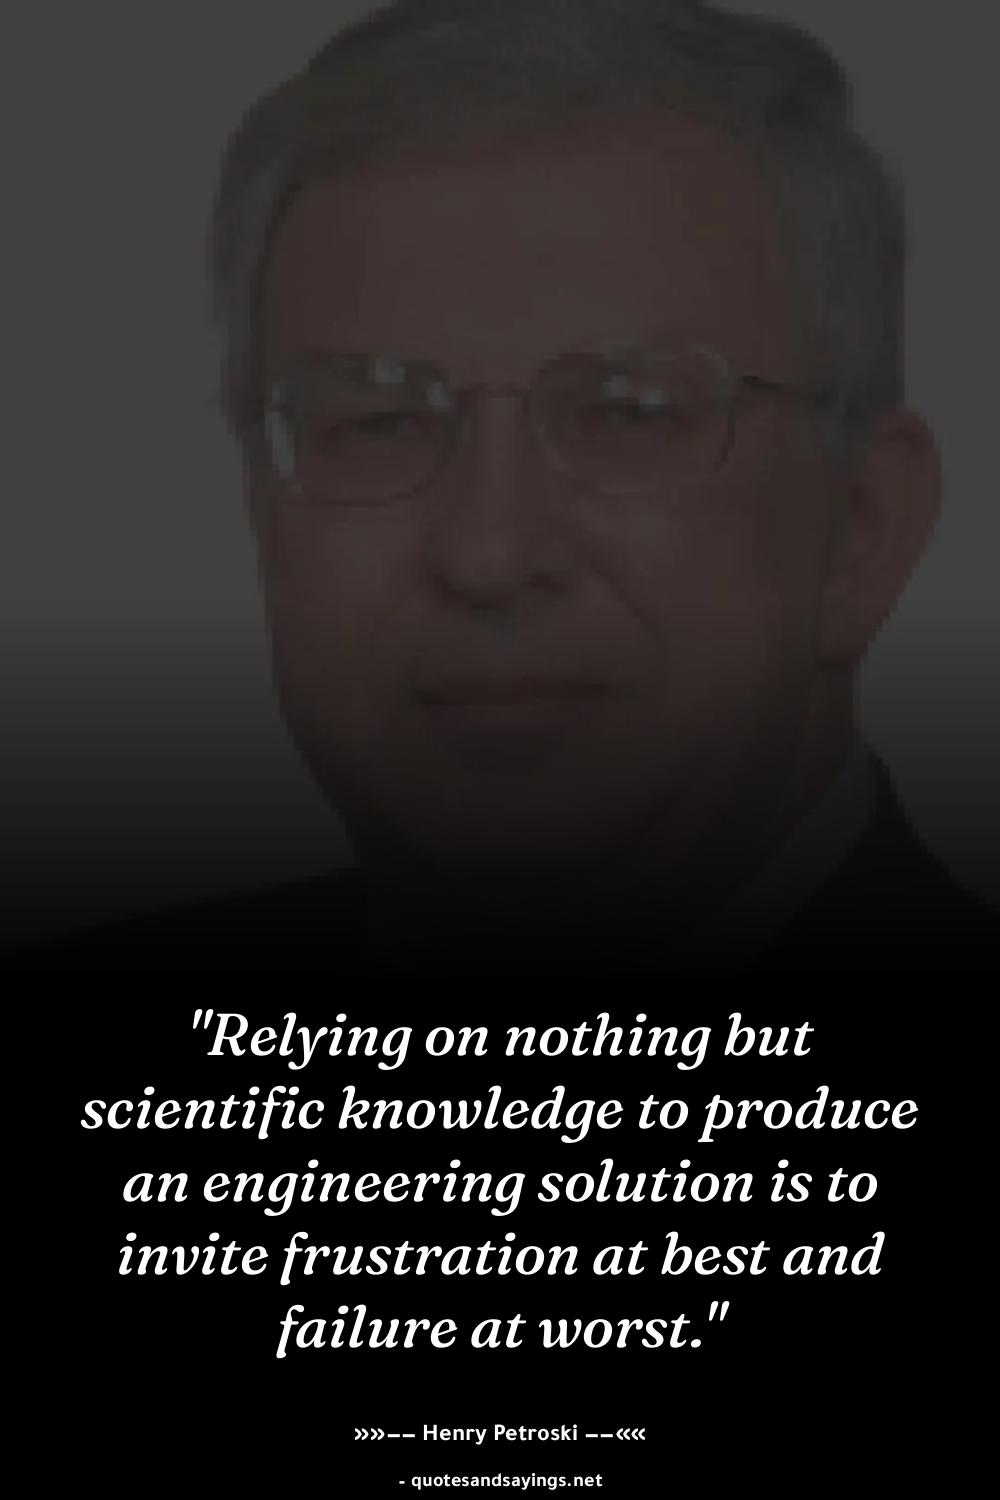 "Relying on nothing but
scientific knowledge to produce
an engineering solution is to
invite frustration at best and
failure at worst."
»»−− Henry Petroski −−««
- quotesandsayings.net